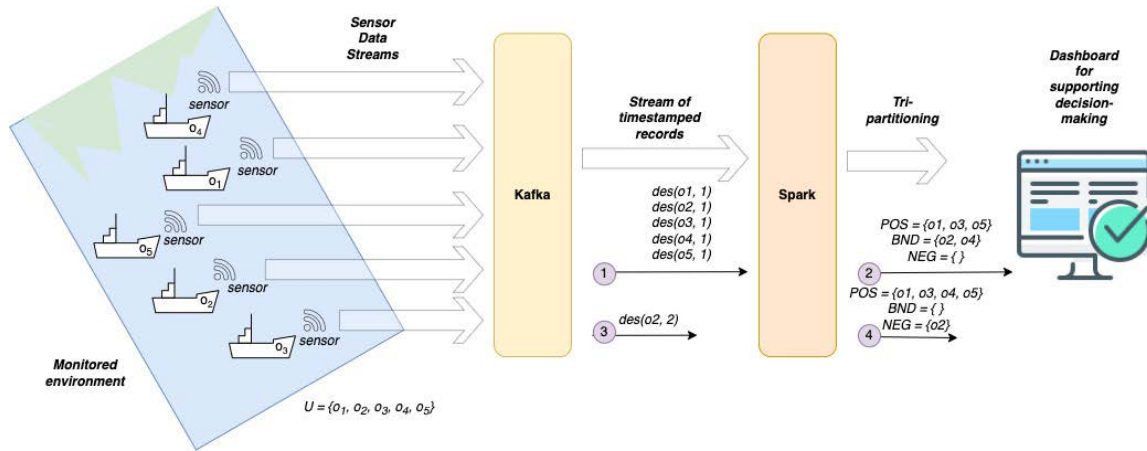 Sensor
Data
Streams
sensor
o4
sensor
o1
sensor
o5
sensor
o2
sensor
o3
Monitored
environment
U = {o1, o2, o3, o4, o5}
Kafka
Stream of
timestamped
records
des(o1, 1)
des(o2, 1)
des(o3, 1)
des(o4, 1)
des(o5, 1)
1
3
des(o2, 2)
Spark
Tri-
partitioning
POS = {o1, o3, o5}
BND = {o2, o4}
NEG = { }
2
POS = {o1, o3, o4, o5}
BND = { }
NEG = {o2}
4
Dashboard
for
supporting
decision-
making